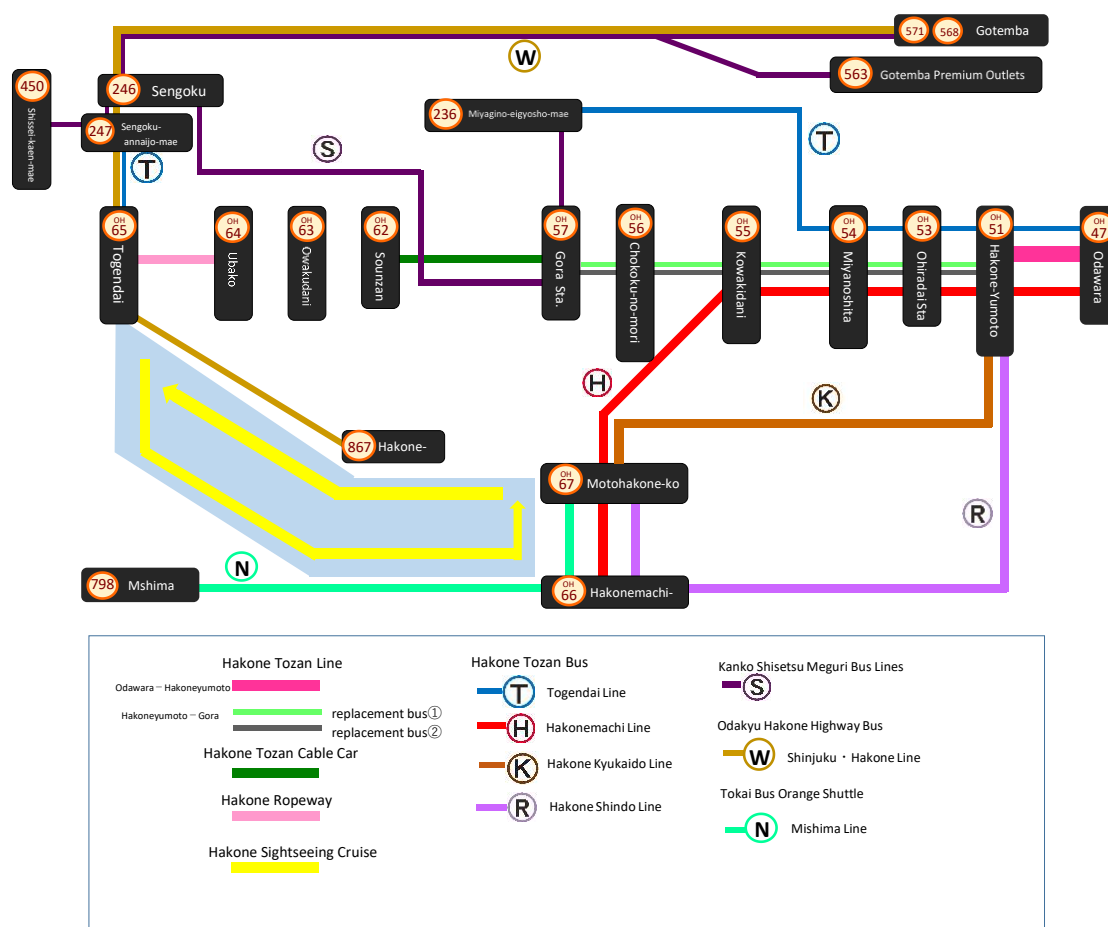 571 568 Gotemba
W
563 Gotemba Premium Outlets
450
Shissei-kaen-mae
246 Sengoku
247 Sengoku-
annaijo-mae
236 Miyagino-eigyosho-mae
S
T
T
OH
65
Togendai
OH
64
Ubako
OH
63
Owakudani
OH
62
Sounzan
OH
57
Gora Sta.
OH
56
Chokoku-no-mori
OH
55
Kowakidani
OH
54
Miyanoshita
OH
53
Ohiradai Sta
OH
51
Hakone-Yumoto
OH
47
Odawara
H
K
867 Hakone-
OH
67
Motohakone-ko
R
N
798 Mshima
OH
66
Hakonemachi-
Hakone Tozan Line
Odawara－Hakoneyumoto
Hakoneyumoto－Gora
replacement bus①
replacement bus②
Hakone Tozan Cable Car
Hakone Ropeway
Hakone Sightseeing Cruise
Hakone Tozan Bus
T Togendai Line
H Hakonemachi Line
K Hakone Kyukaido Line
R Hakone Shindo Line
Kanko Shisetsu Meguri Bus Lines
S
Odakyu Hakone Highway Bus
W Shinjuku・Hakone Line
Tokai Bus Orange Shuttle
N Mishima Line